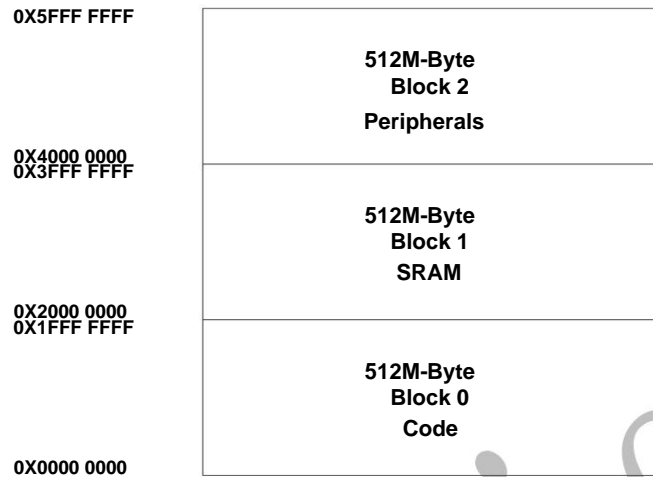 0X5FFF FFFF
512M-Byte
Block 2
Peripherals
0X4000 0000
0X3FFF FFFF
512M-Byte
Block 1
SRAM
0X2000 0000
0X1FFF FFFF
512M-Byte
Block 0
Code
0X0000 0000